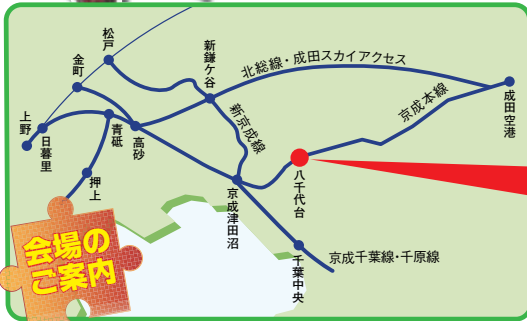 松戸
金町
新鎌ケ谷
北総線・成田スカイアクセス
成田空港
京成本線
新京成線
上野
日暮里
青砥
高砂
押上
八千代台
京成津田沼
千葉中央
京成千葉線・千原線
会場の
ご案内